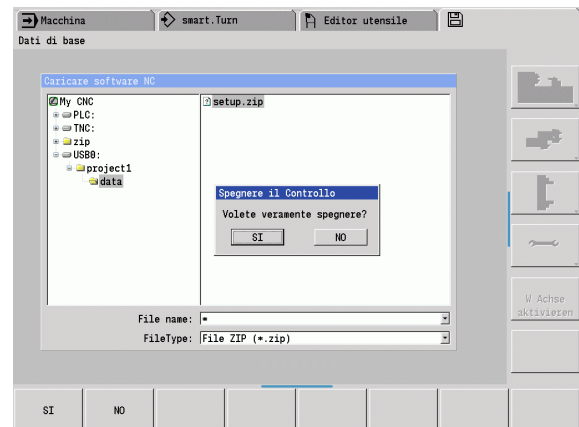 Macchina
smart.Turn
Editor utensile
Dati di base
Caricare software NC
My CNC
PLC:
TNC:
zip
USB0:
project1
data
setup.zip
Spegnere il Controllo
Volete veramente spegnere?
SI
NO
File name: *
FileType: File ZIP (*.zip)
W Achse
aktivieren
SI
NO